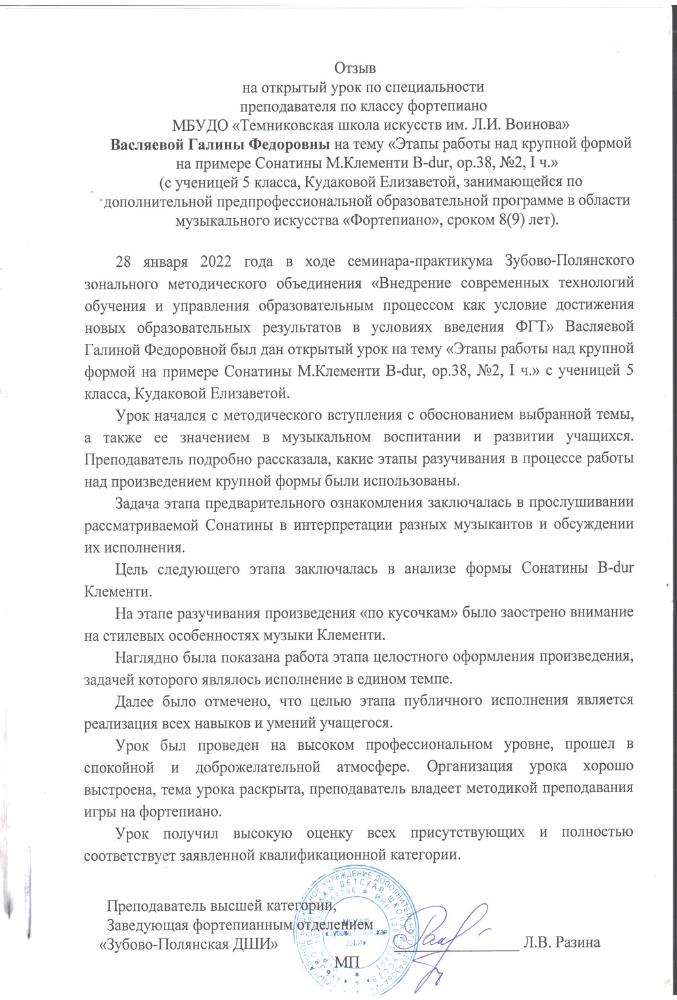 Отзыв
на открытый урок по специальности
преподавателя по классу фортепиано
МБУДО «Темниковская школа искусств им. Л.И. Воинова»
Васляевой Галины Федоровны на тему «Этапы работы над крупной формой
на примере Сонатины М.Клементи B-dur, op.38, №2, I ч.»
(с ученицей 5 класса, Кудаковой Елизаветой, занимающейся по
дополнительной предпрофессиональной образовательной программе в области
музыкального искусства «Фортепиано», сроком 8(9) лет).
28 января 2022 года в ходе семинара-практикума Зубово-Полянского
зонального методического объединения «Внедрение современных технологий
обучения и управления образовательным процессом как условие достижения
новых образовательных результатов в условиях введения ФГТ» Васляевой
Галиной Федоровной был дан открытый урок на тему «Этапы работы над крупной
формой на примере Сонатины М.Клементи B-dur, op.38, №2, I ч.» с ученицей 5
класса, Кудаковой Елизаветой.
Урок начался с методического вступления с обоснованием выбранной темы,
а также ее значением в музыкальном воспитании и развитии учащихся.
Преподаватель подробно рассказала, какие этапы разучивания в процессе работы
над произведением крупной формы были использованы.
Задача этапа предварительного ознакомления заключалась в прослушивании
рассматриваемой Сонатины в интерпретации разных музыкантов и обсуждении
их исполнения.
Цель следующего этапа заключалась в анализе формы Сонатины B-dur
Клементи.
На этапе разучивания произведения «по кусочкам» было заострено внимание
на стилевых особенностях музыки Клементи.
Наглядно была показана работа этапа целостного оформления произведения,
задачей которого являлось исполнение в едином темпе.
Далее было отмечено, что целью этапа публичного исполнения является
реализация всех навыков и умений учащегося.
Урок был проведен на высоком профессиональном уровне, прошел в
спокойной и доброжелательной атмосфере. Организация урока хорошо
выстроена, тема урока раскрыта, преподаватель владеет методикой преподавания
игры на фортепиано.
Урок получил высокую оценку всех присутствующих и полностью
соответствует заявленной квалификационной категории.
Преподаватель высшей категории,
Заведующая фортепианным отделением
«Зубово-Полянская ДШИ» Л.В. Разина
МП
УЧРЕЖДЕНИЕ ДОПОЛНИТЕЛЬНОГО
ДЕТСКАЯ ШКОЛА ИСКУССТВ
МБУ ДО
«Зубово-Полянская
ДШИ»